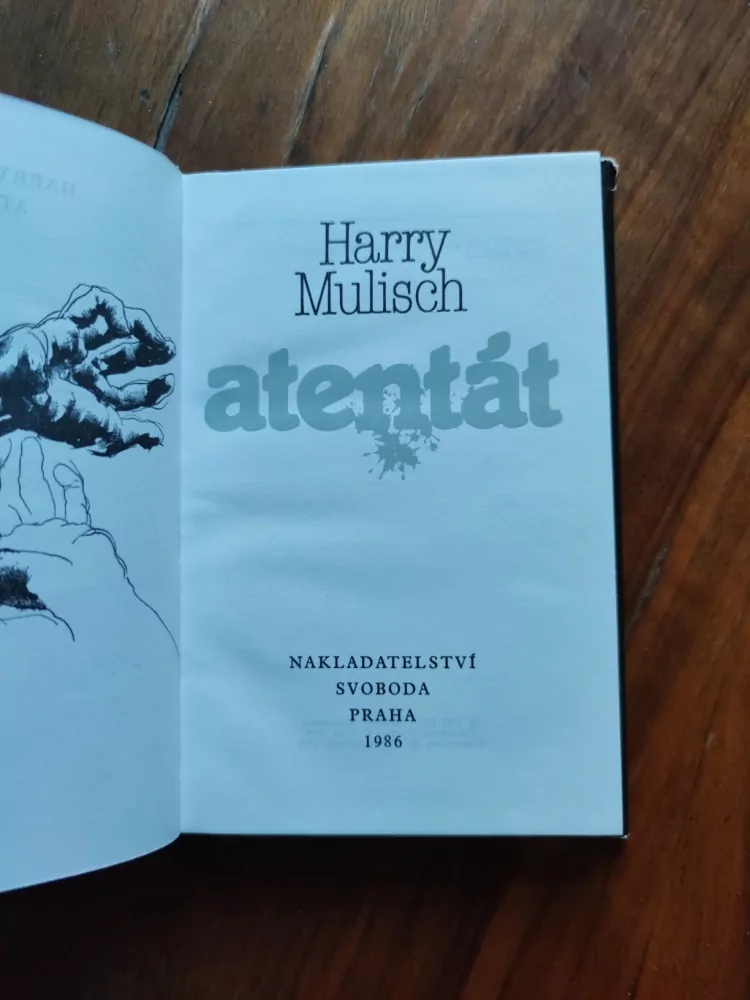 Harry
Mulisch
atentát
NAKLADATELSTVÍ
SVOBODA
PRAHA
1986